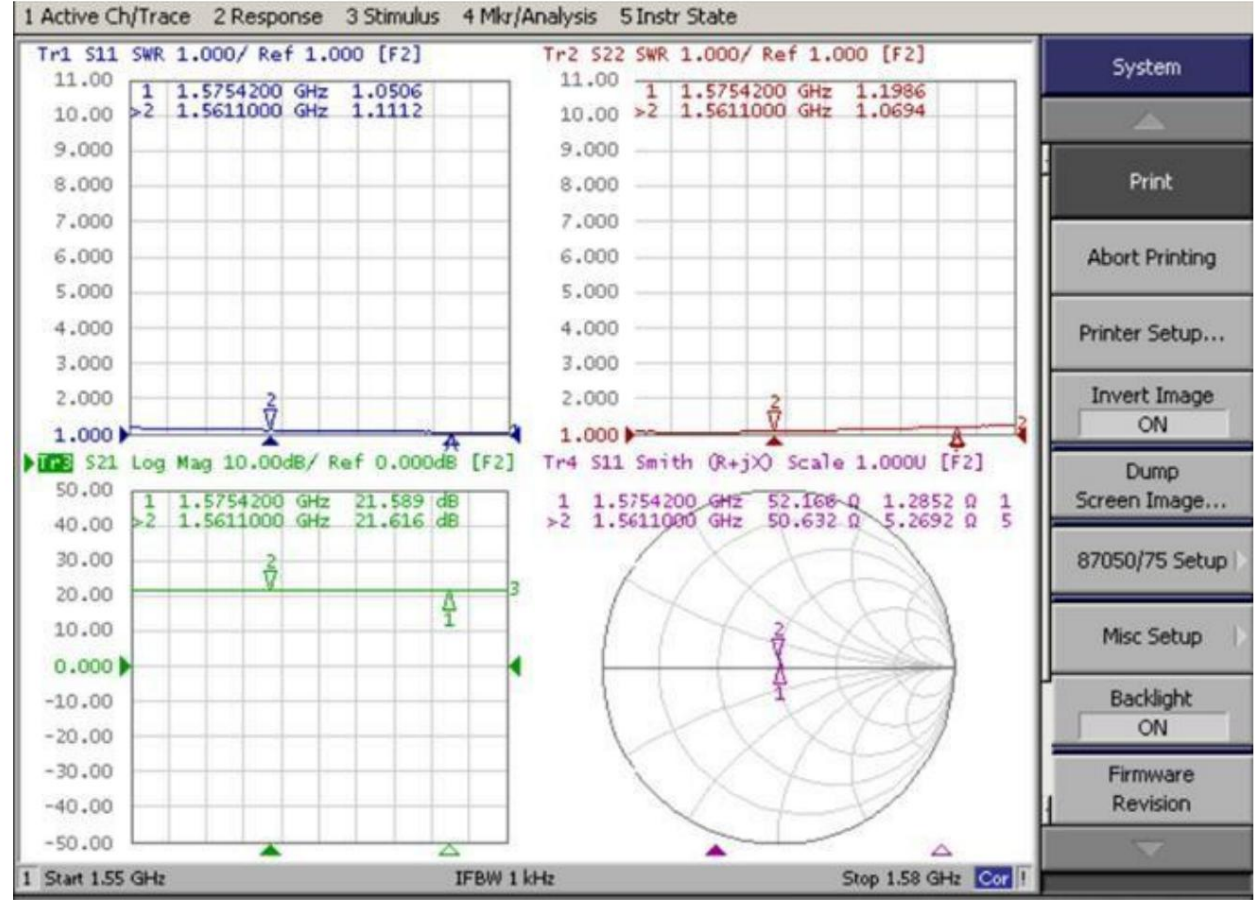 1 Active Ch/Trace 2 Response 3 Stimulus 4 Mkr/Analysis 5 Instr State
Tr1 S11 SWR 1.000/ Ref 1.000 [F2]
11.00
10.00
9.000
8.000
7.000
6.000
5.000
4.000
3.000
2.000
1.000
1 1.5754200 GHz 1.0506
>2 1.5611000 GHz 1.1112
2
1
Tr2 S22 SWR 1.000/ Ref 1.000 [F2]
11.00
10.00
9.000
8.000
7.000
6.000
5.000
4.000
3.000
2.000
1.000
1 1.5754200 GHz 1.1986
>2 1.5611000 GHz 1.0694
2
1
2
Tr3 S21 Log Mag 10.00dB/ Ref 0.000dB [F2]
50.00
40.00
30.00
20.00
10.00
0.000
-10.00
-20.00
-30.00
-40.00
-50.00
1 1.5754200 GHz 21.589 dB
>2 1.5611000 GHz 21.616 dB
2
1
3
Tr4 S11 Smith (R+jX) Scale 1.000U [F2]
1 1.5754200 GHz 52.166 Ω 1.2852 Ω 1
>2 1.5611000 GHz 50.632 Ω 5.2692 Ω 5
2
1
1 Start 1.55 GHz IFBW 1 kHz Stop 1.58 GHz Cor !
System
Print
Abort Printing
Printer Setup...
Invert Image
ON
Dump
Screen Image...
87050/75 Setup
Misc Setup
Backlight
ON
Firmware
Revision